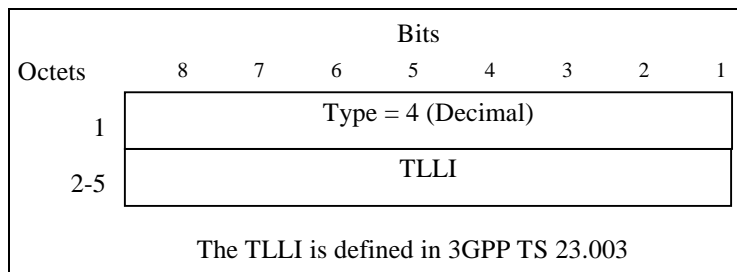 Bits
Octets 8 7 6 5 4 3 2 1
1 Type = 4 (Decimal)
2-5 TLLI
The TLLI is defined in 3GPP TS 23.003